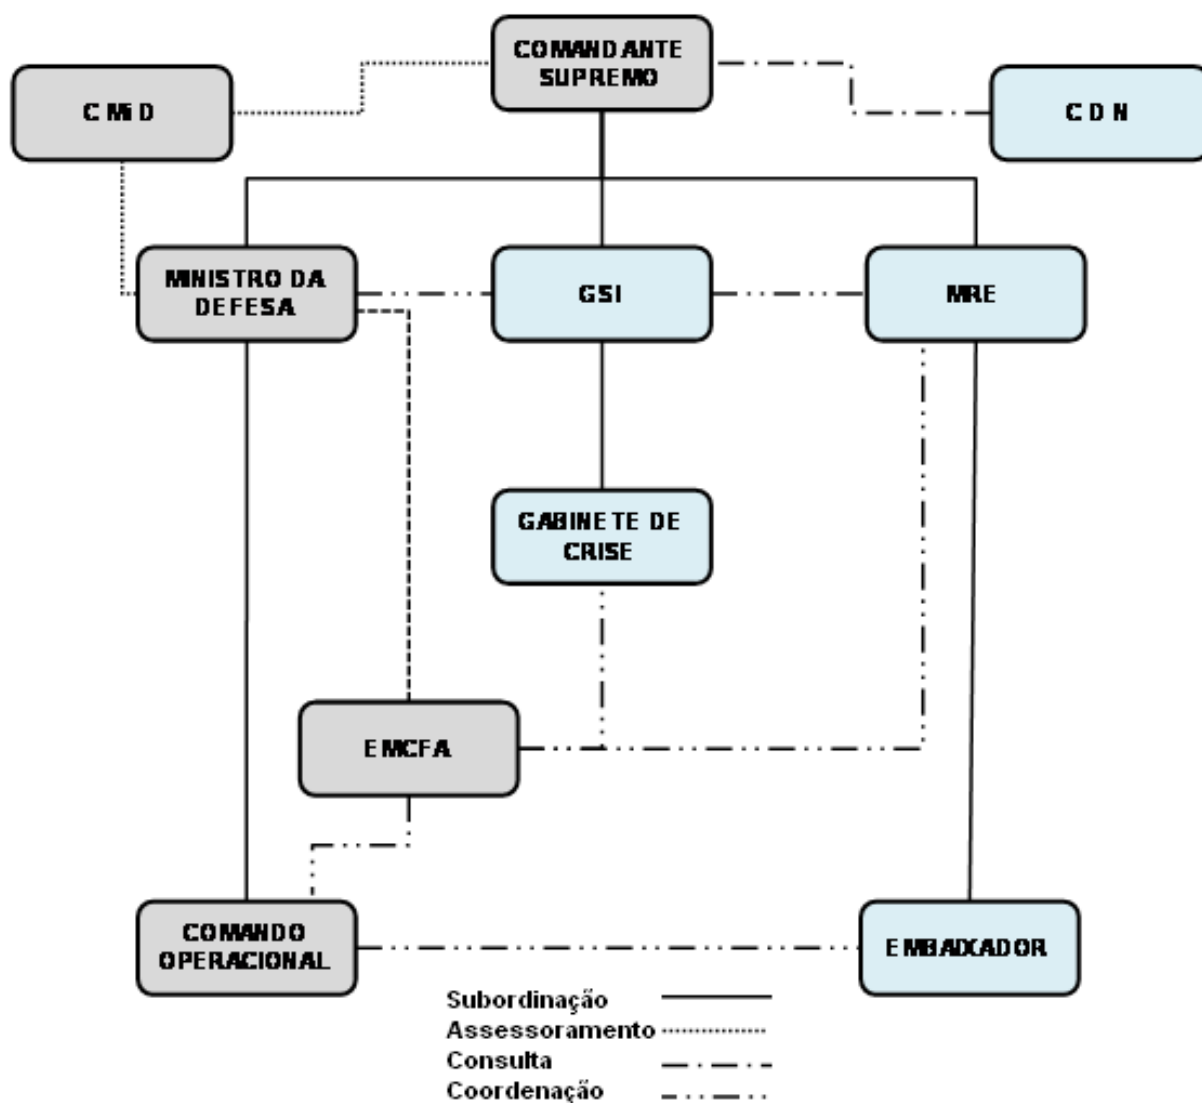 COMANDANTE
SUPREMO
CMiD
CDN
MINISTRO DA
DEFESA
GSI
MRE
GABINETE DE
CRISE
EMCFA
COMANDO
OPERACIONAL
EMBAIXADOR
Subordinação
Assessoramento
Consulta
Coordenação